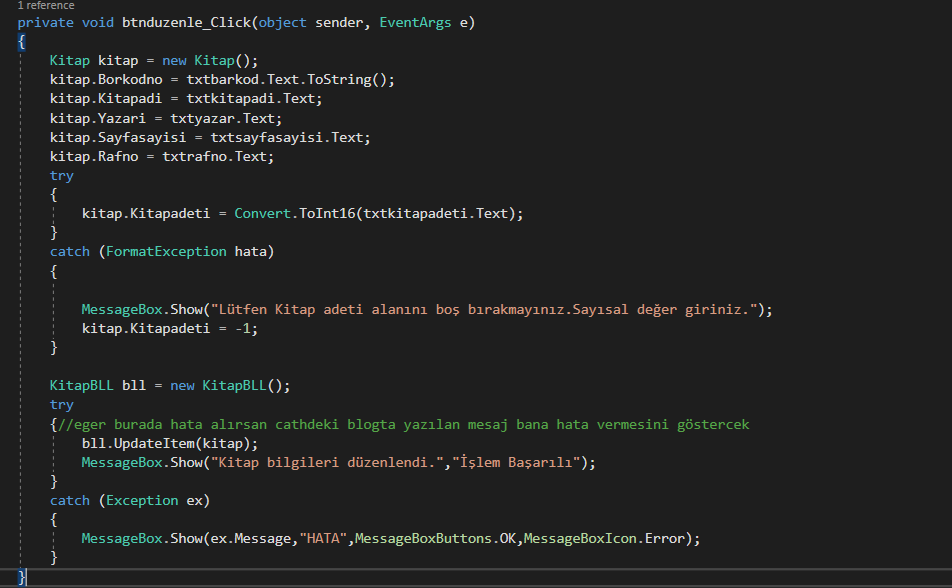 1 reference
private void btnduzenle_Click(object sender, EventArgs e)
{
Kitap kitap = new Kitap();
kitap.Borkodno = txtbarkod.Text.ToString();
kitap.Kitapadi = txtkitapadi.Text;
kitap.Yazari = txtyazar.Text;
kitap.Sayfasayisi = txtsayfasayisi.Text;
kitap.Rafno = txtrafno.Text;
try
{
kitap.Kitapadeti = Convert.ToInt16(txtkitapadeti.Text);
}
catch (FormatException hata)
{
MessageBox.Show("Lütfen Kitap adeti alanını boş bırakmayınız.Sayısal değer giriniz.");
kitap.Kitapadeti = -1;
}
KitapBLL bll = new KitapBLL();
try
{//eger burada hata alırsan cathdeki blogta yazılan mesaj bana hata vermesini göstercek
bll.UpdateItem(kitap);
MessageBox.Show("Kitap bilgileri düzenlendi.","İşlem Başarılı");
}
catch (Exception ex)
{
MessageBox.Show(ex.Message,"HATA",MessageBoxButtons.OK,MessageBoxIcon.Error);
}
}